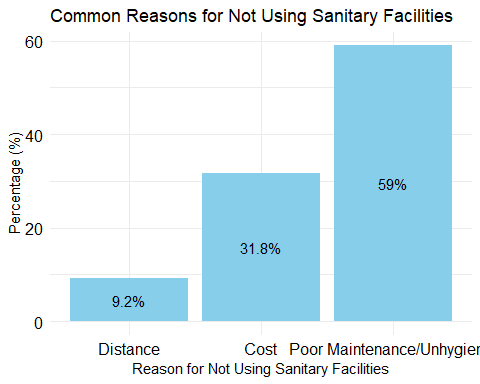 Common Reasons for Not Using Sanitary Facilities
Percentage (%)
60
40
20
0
59%
31.8%
9.2%
Distance Cost Poor Maintenance/Unhygien
Reason for Not Using Sanitary Facilities